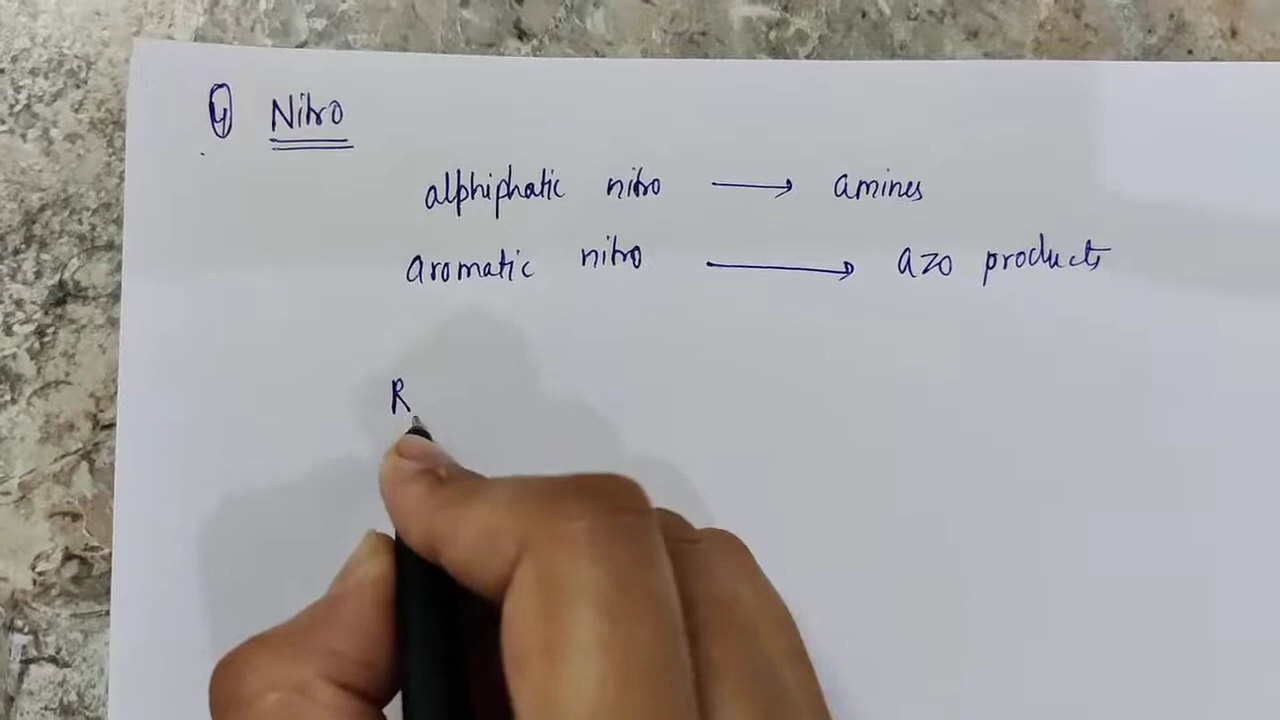 4 Nitro
alphiphatic nitro → amines
aromatic nitro → azo products
R